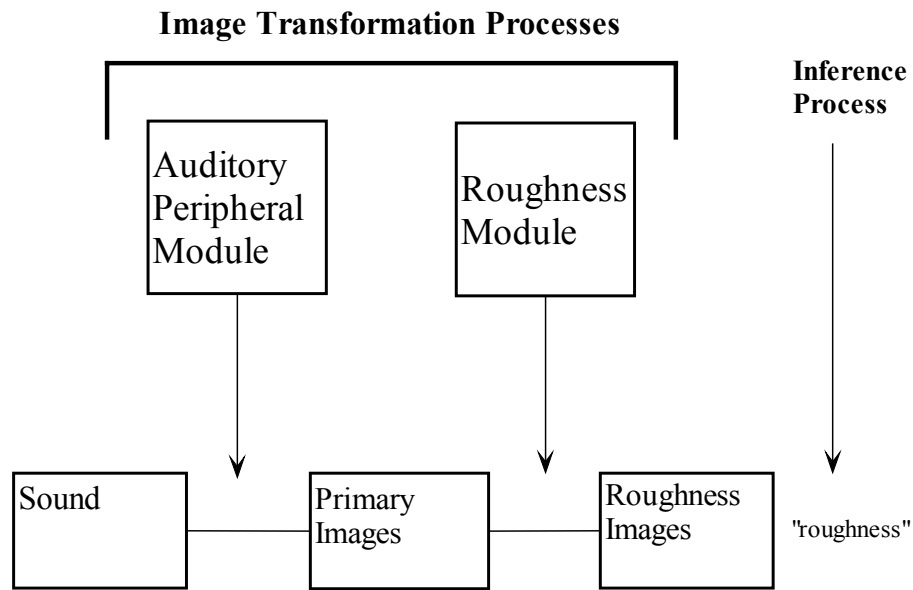 Image Transformation Processes
Inference
Process
Auditory
Peripheral
Module
Roughness
Module
Sound
Primary
Images
Roughness
Images
"roughness"